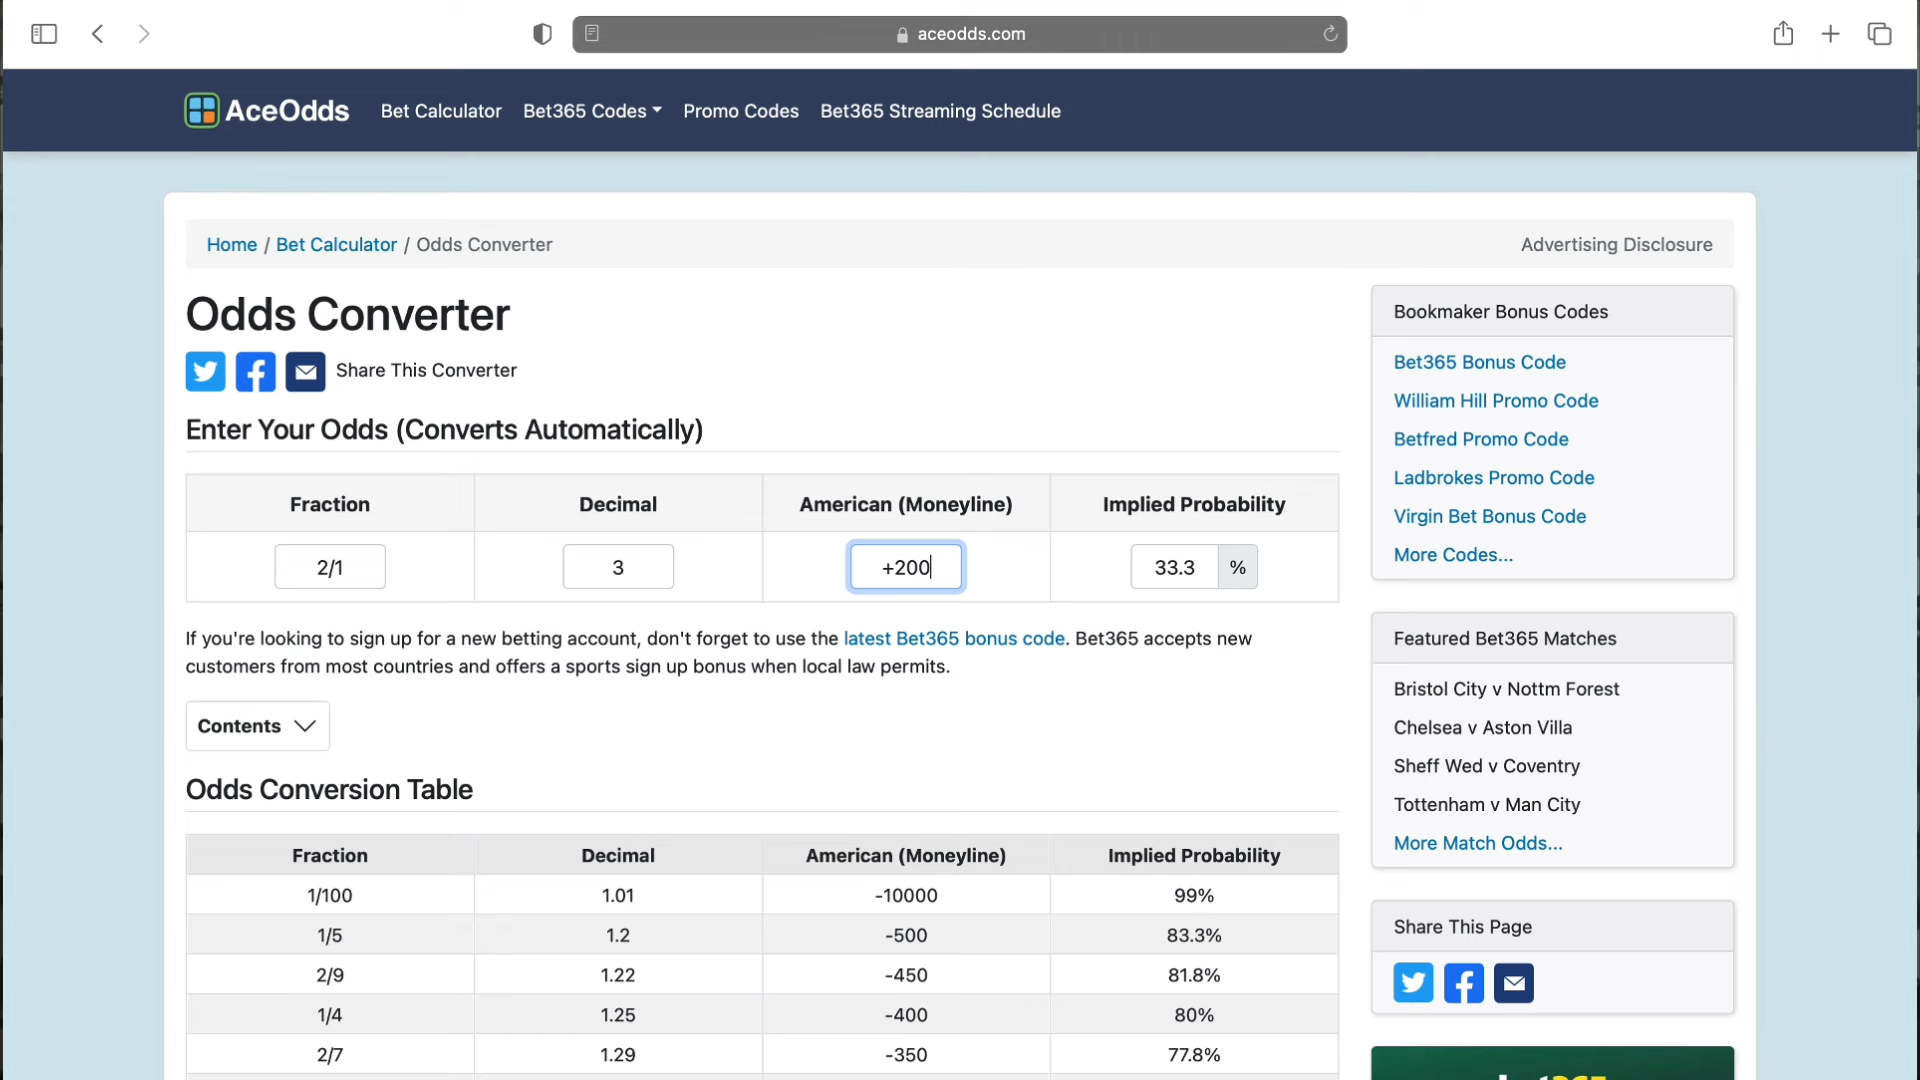 aceodds.com
AceOdds Bet Calculator Bet365 Codes Promo Codes Bet365 Streaming Schedule
Home / Bet Calculator / Odds Converter
Advertising Disclosure
Odds Converter
Share This Converter
Enter Your Odds (Converts Automatically)
Fraction Decimal American (Moneyline) Implied Probability
2/1 3 +200 33.3 %
If you're looking to sign up for a new betting account, don't forget to use the latest Bet365 bonus code. Bet365 accepts new
customers from most countries and offers a sports sign up bonus when local law permits.
Contents
Odds Conversion Table
Fraction Decimal American (Moneyline) Implied Probability
1/100 1.01 -10000 99%
1/5 1.2 -500 83.3%
2/9 1.22 -450 81.8%
1/4 1.25 -400 80%
2/7 1.29 -350 77.8%
Bookmaker Bonus Codes
Bet365 Bonus Code
William Hill Promo Code
Betfred Promo Code
Ladbrokes Promo Code
Virgin Bet Bonus Code
More Codes...
Featured Bet365 Matches
Bristol City v Nottm Forest
Chelsea v Aston Villa
Sheff Wed v Coventry
Tottenham v Man City
More Match Odds...
Share This Page